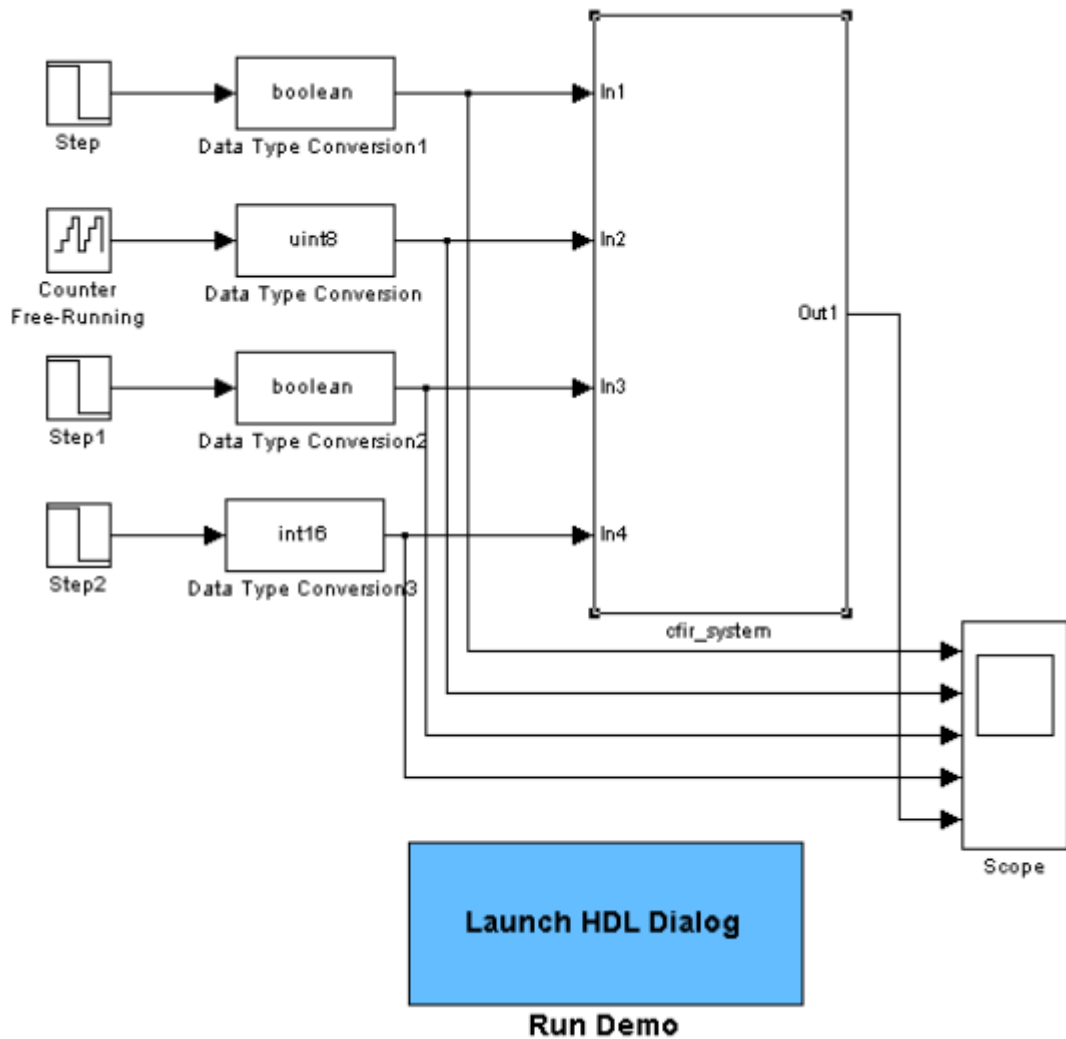 boolean
In1
Step
Data Type Conversion1
uint8
In2
Counter
Free-Running
Data Type Conversion
Out1
boolean
In3
Step1
Data Type Conversion2
int16
In4
Step2
Data Type Conversion3
cfir_system
Scope
Launch HDL Dialog
Run Demo